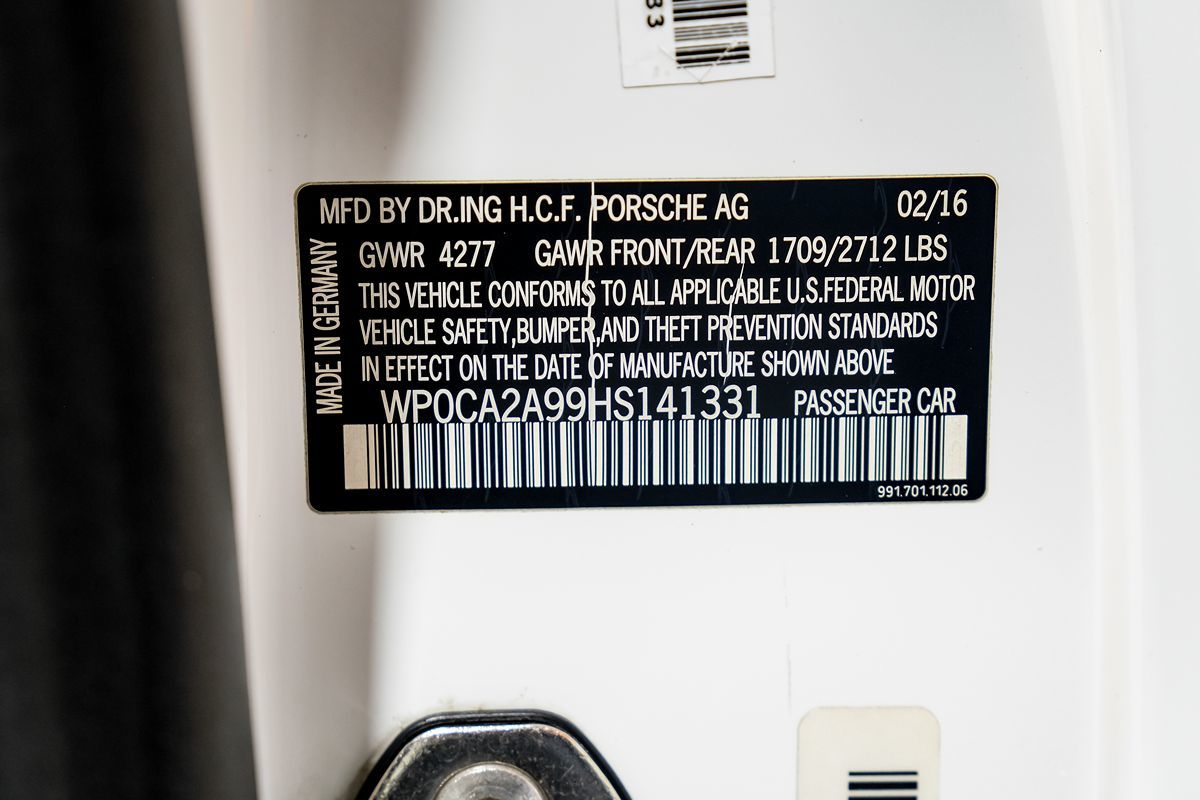 33
MFD BY DR.ING H.C.F. PORSCHE AG 02/16
GVWR 4277 GAWR FRONT/REAR 1709/2712 LBS
THIS VEHICLE CONFORMS TO ALL APPLICABLE U.S.FEDERAL MOTOR
VEHICLE SAFETY,BUMPER,AND THEFT PREVENTION STANDARDS
IN EFFECT ON THE DATE OF MANUFACTURE SHOWN ABOVE
WP0CA2A99HS141331 PASSENGER CAR
991.701.112.06
MADE IN GERMANY